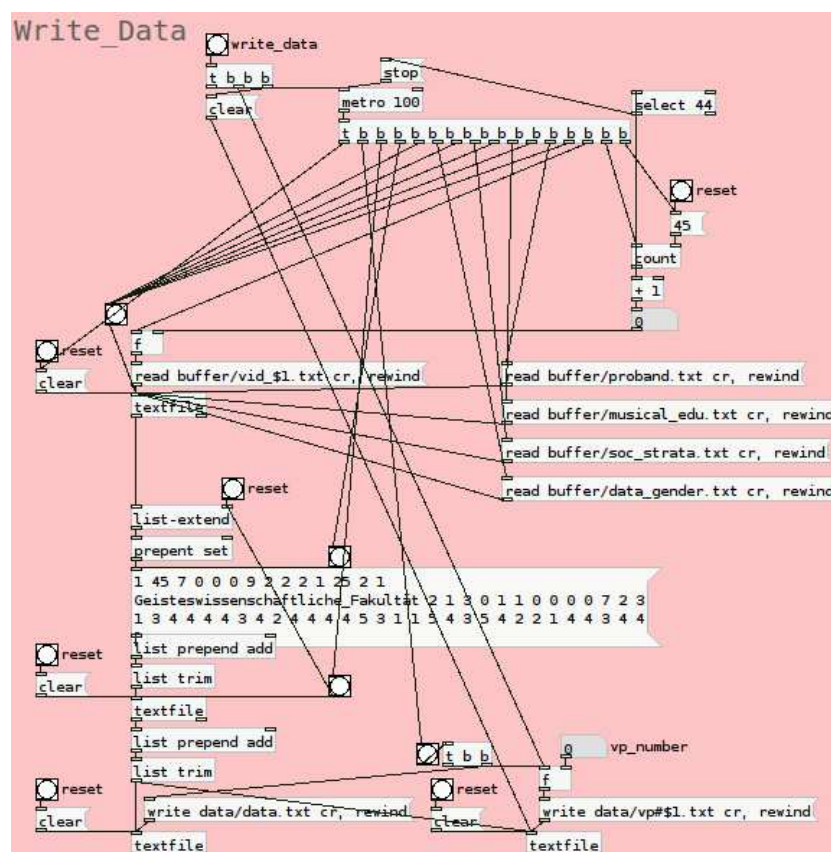 Write_Data
write_data
t b b b
stop
clear
metro 100
select 44
t b b b b b b b b b b b b b b b
reset
45
count
+ 1
0
f
reset
clear
read buffer/vid_$1.txt cr, rewind
read buffer/proband.txt cr, rewind
textfile
read buffer/musical_edu.txt cr, rewind
read buffer/soc_strata.txt cr, rewind
read buffer/data_gender.txt cr, rewind
reset
list-extend
prepent set
1 45 7 0 0 0 9 2 2 2 1 25 2 1
Geisteswissenschaftliche_Fakultät 2 1 3 0 1 1 0 0 0 0 7 2 3
1 3 4 4 4 4 3 4 2 4 4 4 4 5 3 1 1 5 4 3 5 4 2 2 1 4 4 3 4 4
list prepend add
reset
list trim
clear
textfile
list prepend add
t b b
0
vp_number
list trim
f
reset
reset
write data/data.txt cr, rewind
write data/vp#$1.txt cr, rewind
clear
clear
textfile
textfile